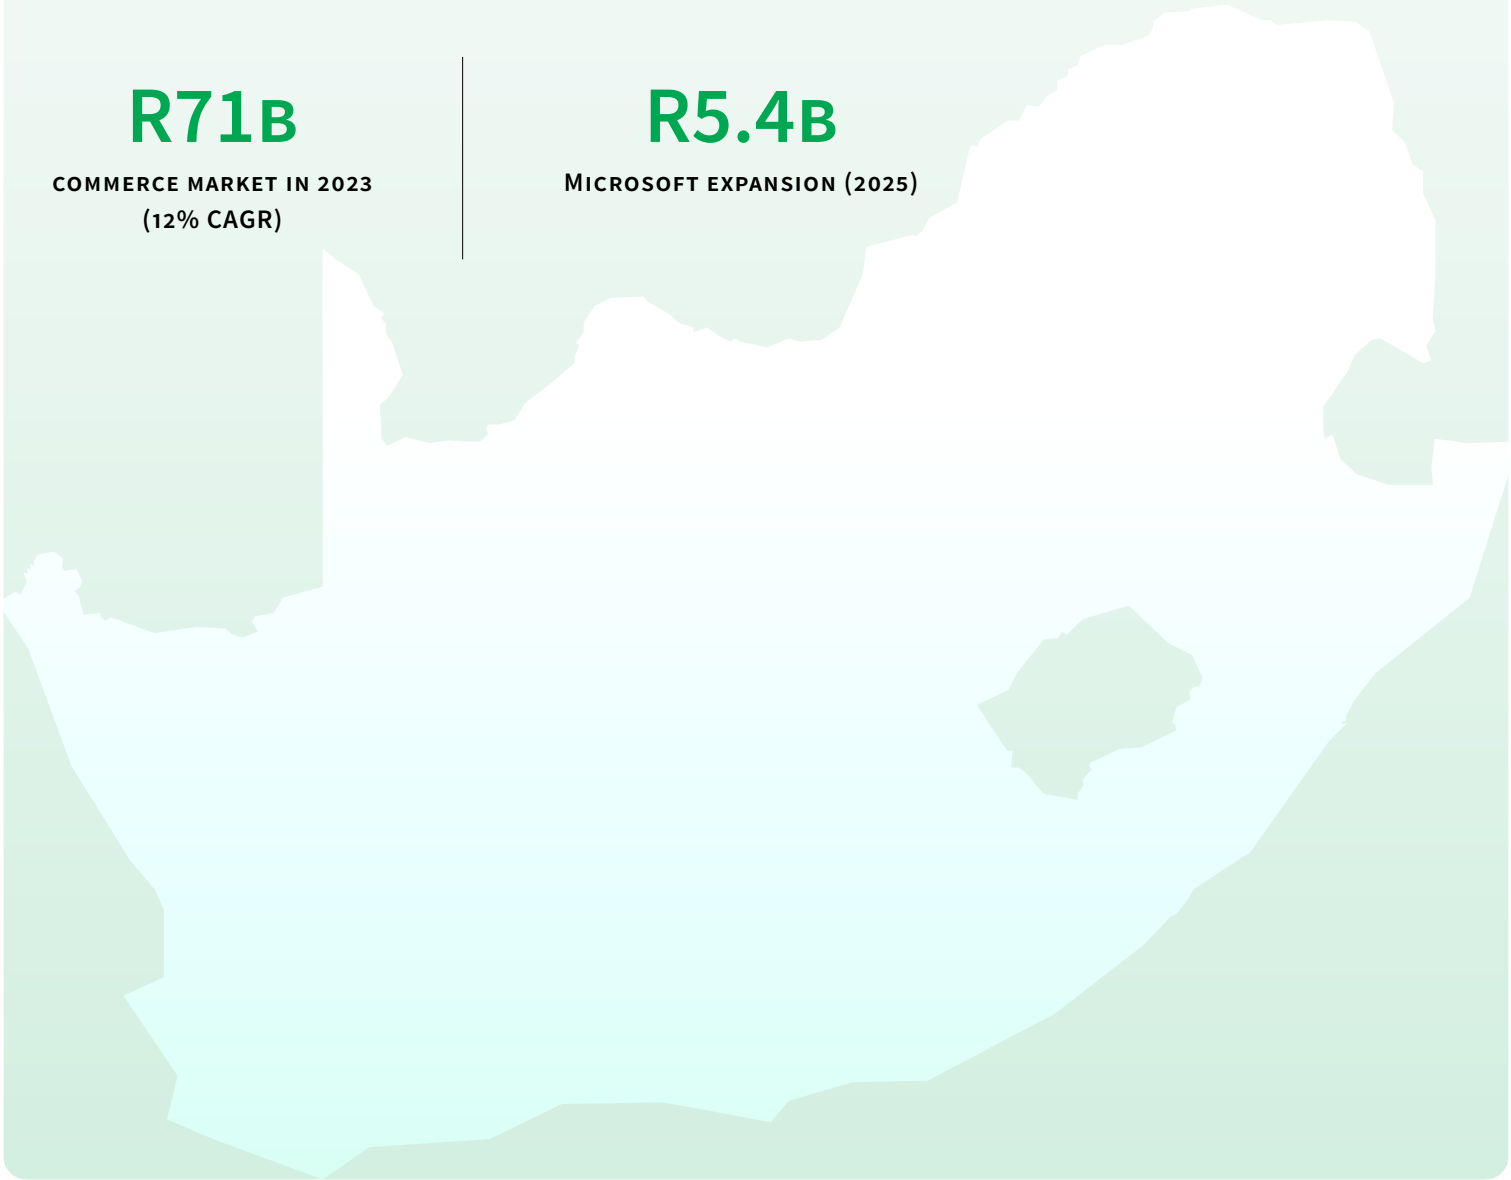 R71B
COMMERCE MARKET IN 2023
(12% CAGR)
R5.4B
MICROSOFT EXPANSION (2025)